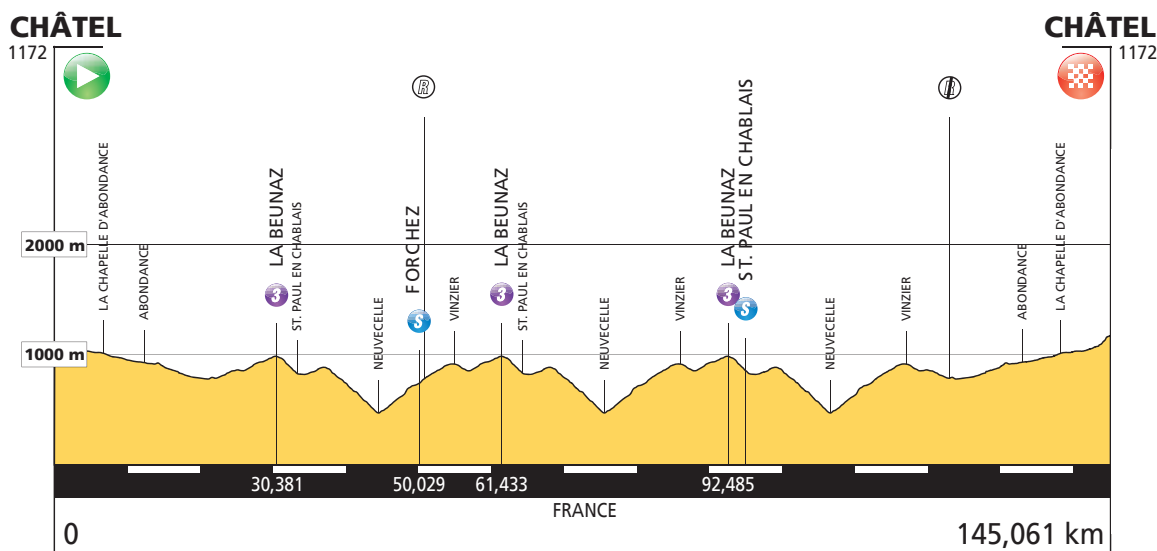 CHÂTEL
1172
CHÂTEL
1172
R
R
2000 m
1000 m
LA CHAPELLE D'ABONDANCE
ABONDANCE
LA BEUNAZ
3
ST. PAUL EN CHABLAIS
NEUVECELLE
FORCHEZ
S
VINZIER
LA BEUNAZ
3
ST. PAUL EN CHABLAIS
NEUVECELLE
VINZIER
LA BEUNAZ
3
ST. PAUL EN CHABLAIS
S
NEUVECELLE
VINZIER
ABONDANCE
LA CHAPELLE D'ABONDANCE
30,381
50,029
61,433
92,485
FRANCE
0
145,061 km